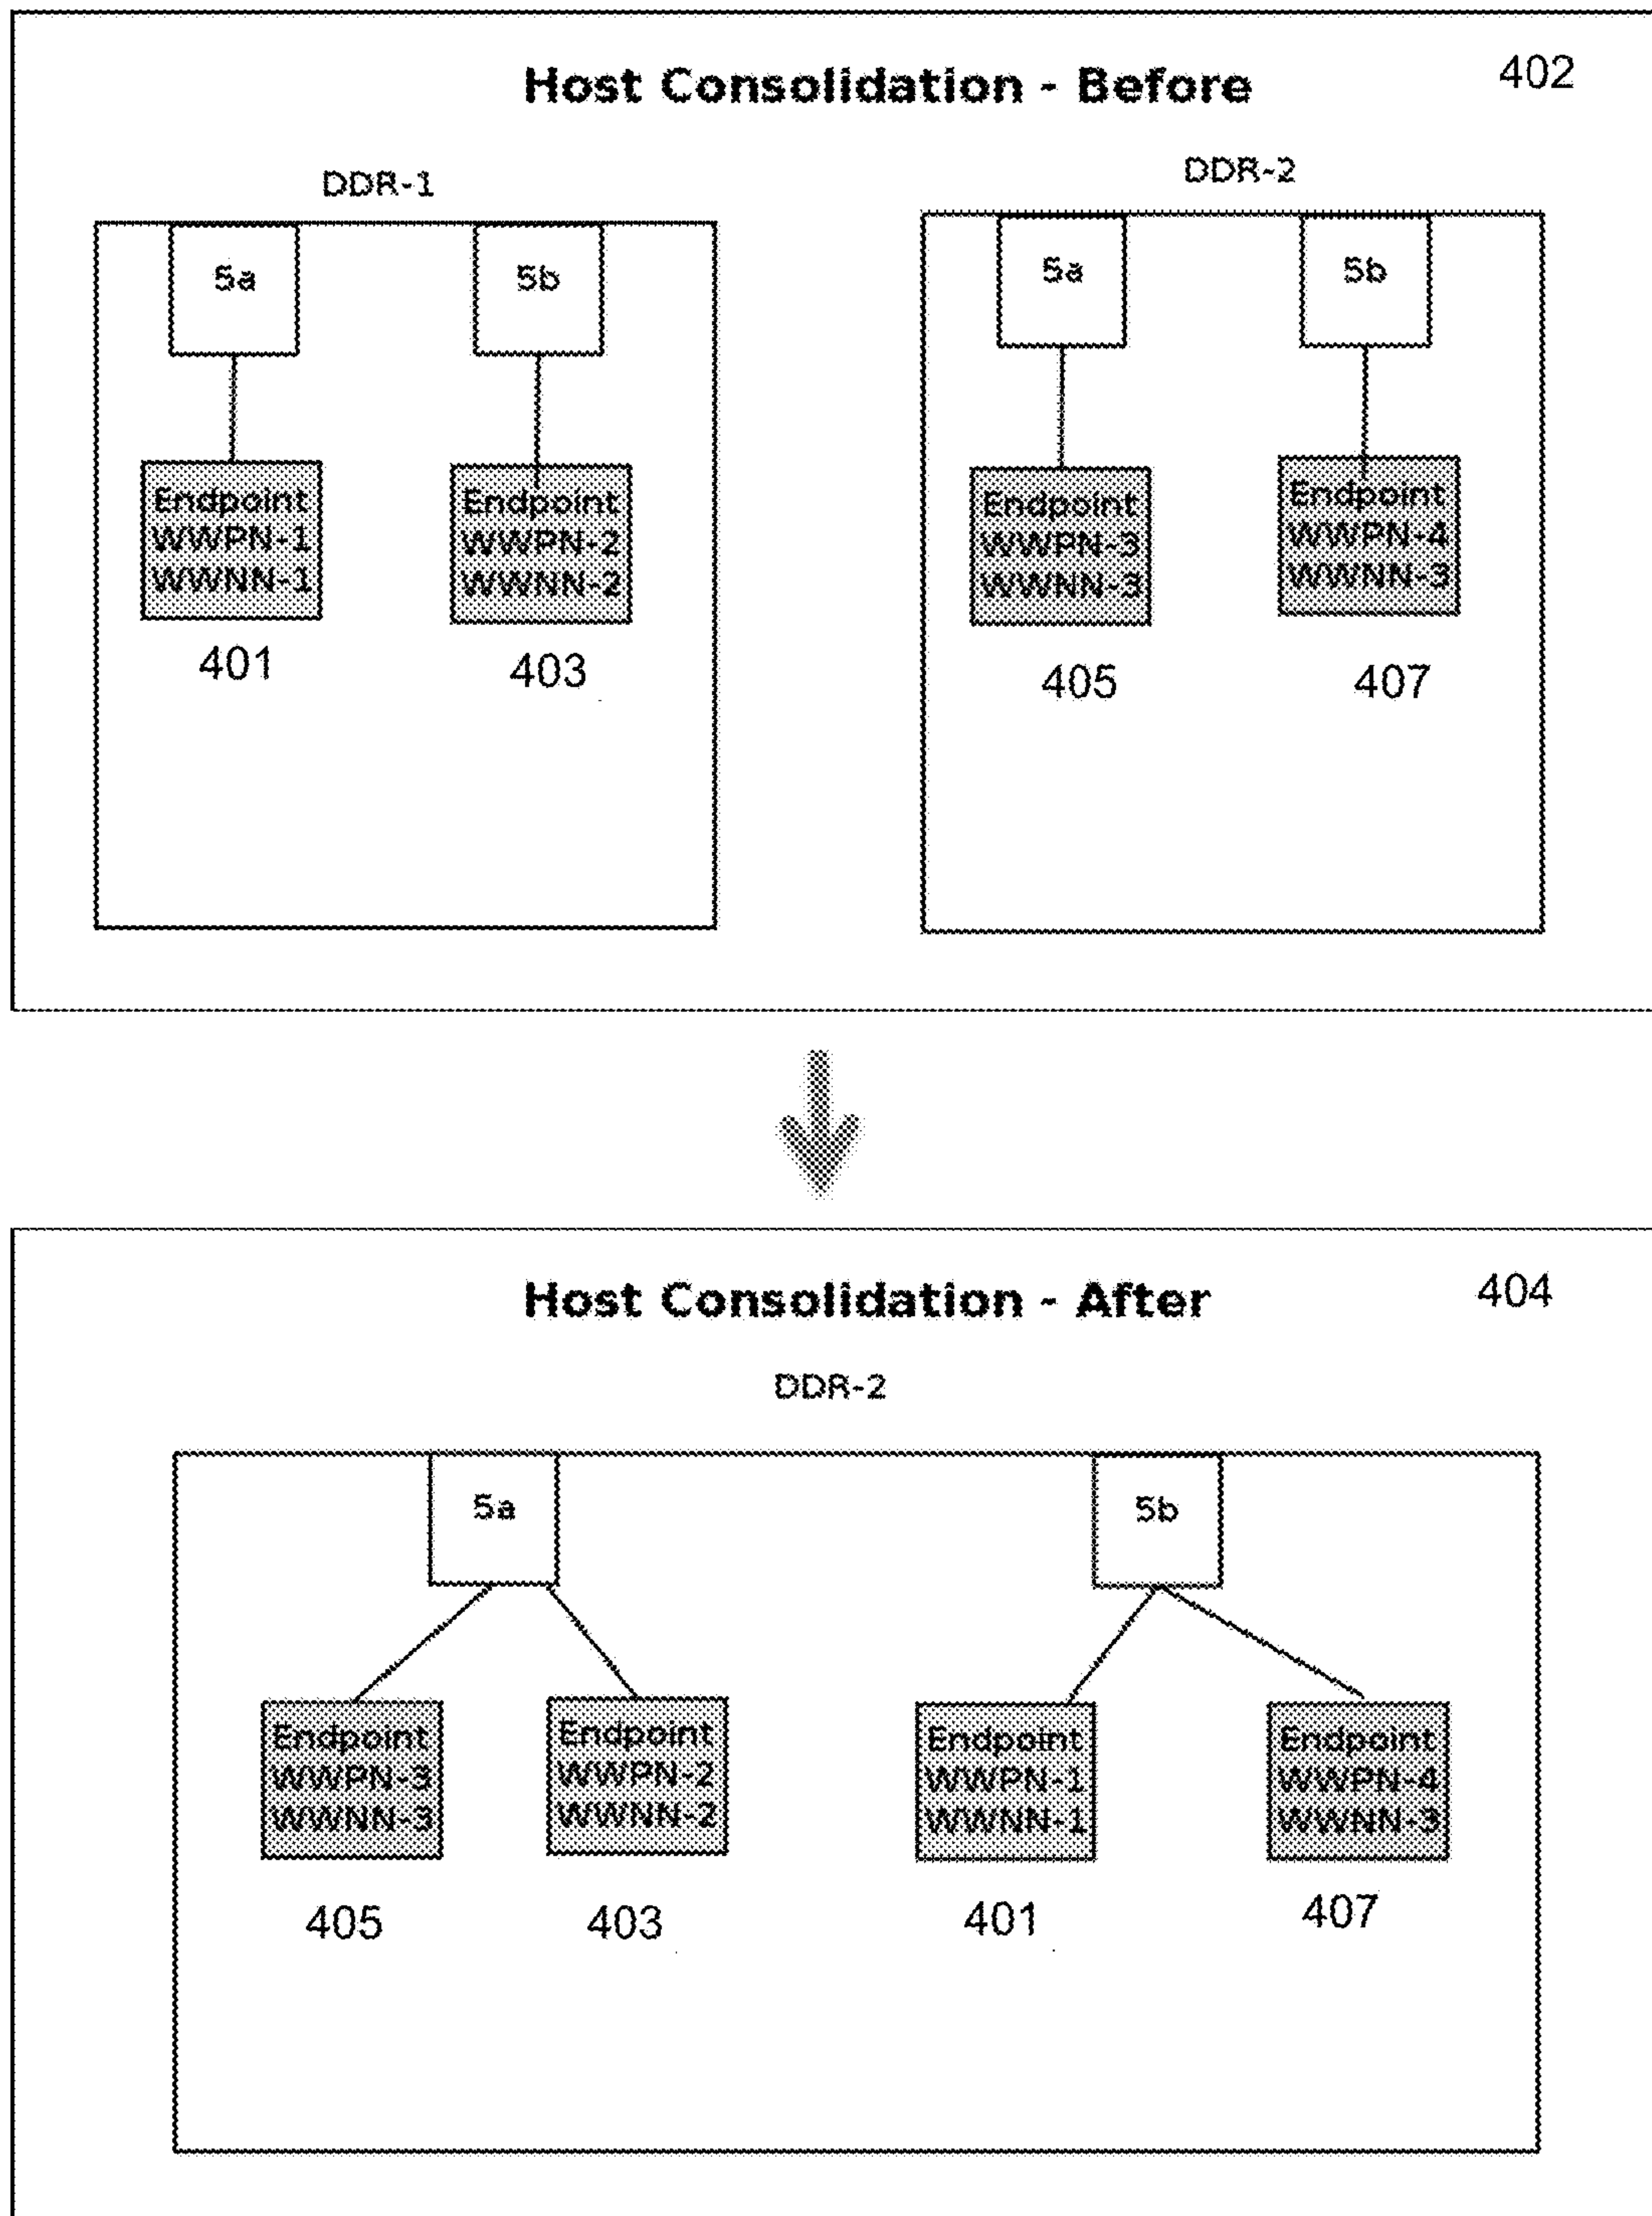 Host Consolidation - Before
402
DDR-1
DDR-2
5a
5b
5a
5b
Endpoint
WWPN-1
WWNN-1
Endpoint
WWPN-2
WWNN-2
Endpoint
WWPN-3
WWNN-3
Endpoint
WWPN-4
WWNN-3
401
403
405
407
Host Consolidation - After
404
DDR-2
5a
5b
Endpoint
WWPN-3
WWNN-3
Endpoint
WWPN-2
WWNN-2
Endpoint
WWPN-1
WWNN-1
Endpoint
WWPN-4
WWNN-3
405
403
401
407